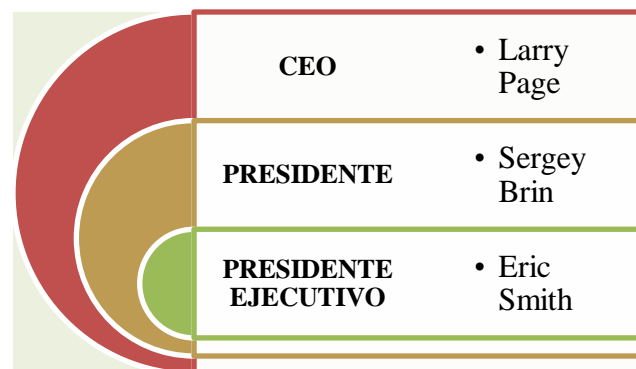 CEO
• Larry
Page
PRESIDENTE
• Sergey
Brin
PRESIDENTE
EJECUTIVO
• Eric
Smith